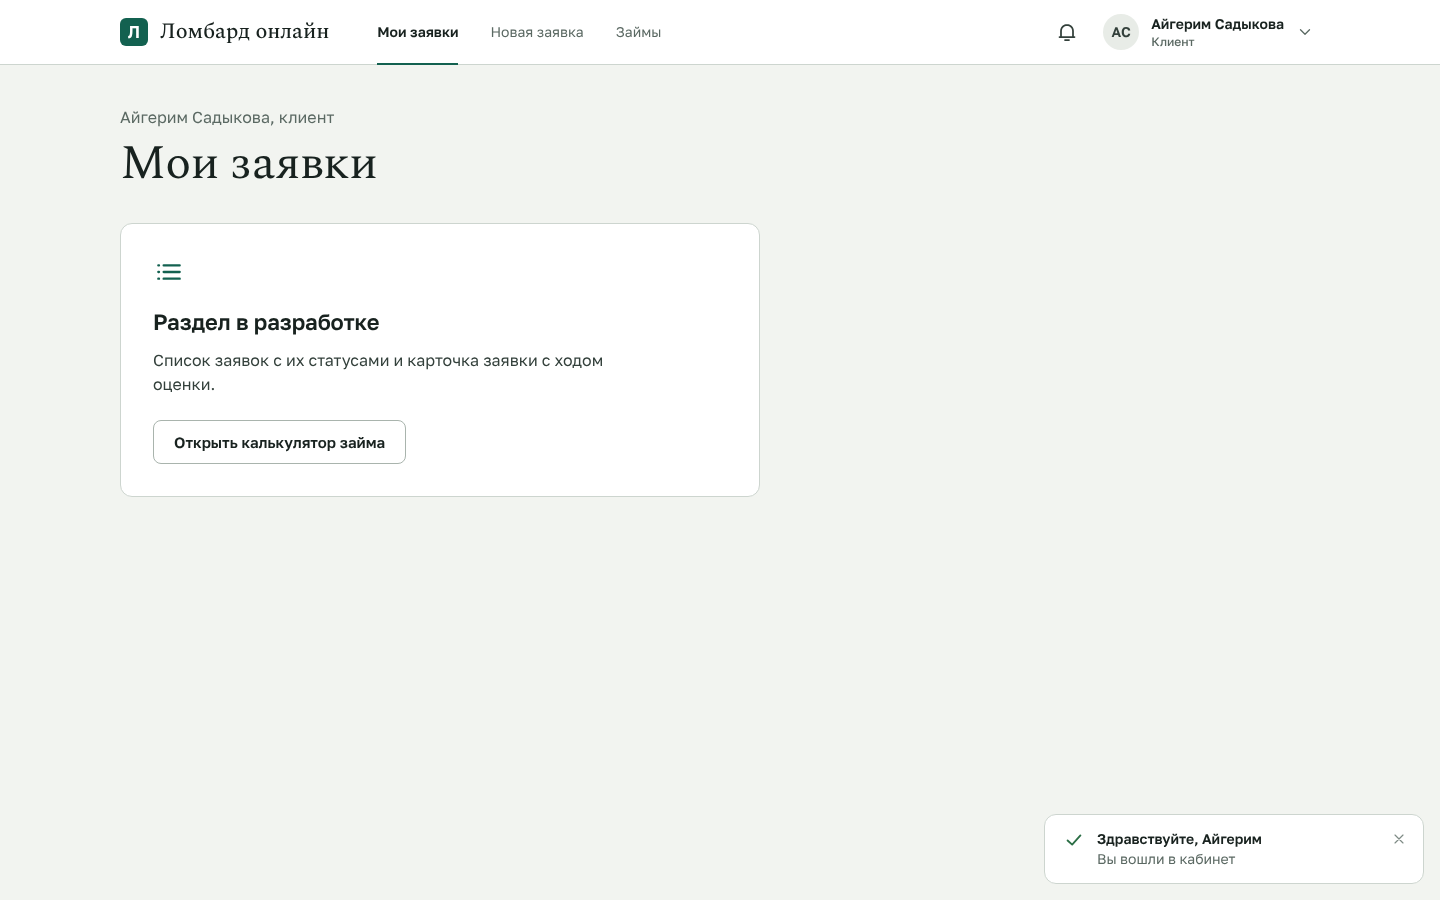 Л Ломбард онлайн Мои заявки Новая заявка Займы АС Айгерим Садыкова
Клиент
Айгерим Садыкова, клиент
Мои заявки
Раздел в разработке
Список заявок с их статусами и карточка заявки с ходом
оценки.
Открыть калькулятор займа
Здравствуйте, Айгерим
Вы вошли в кабинет